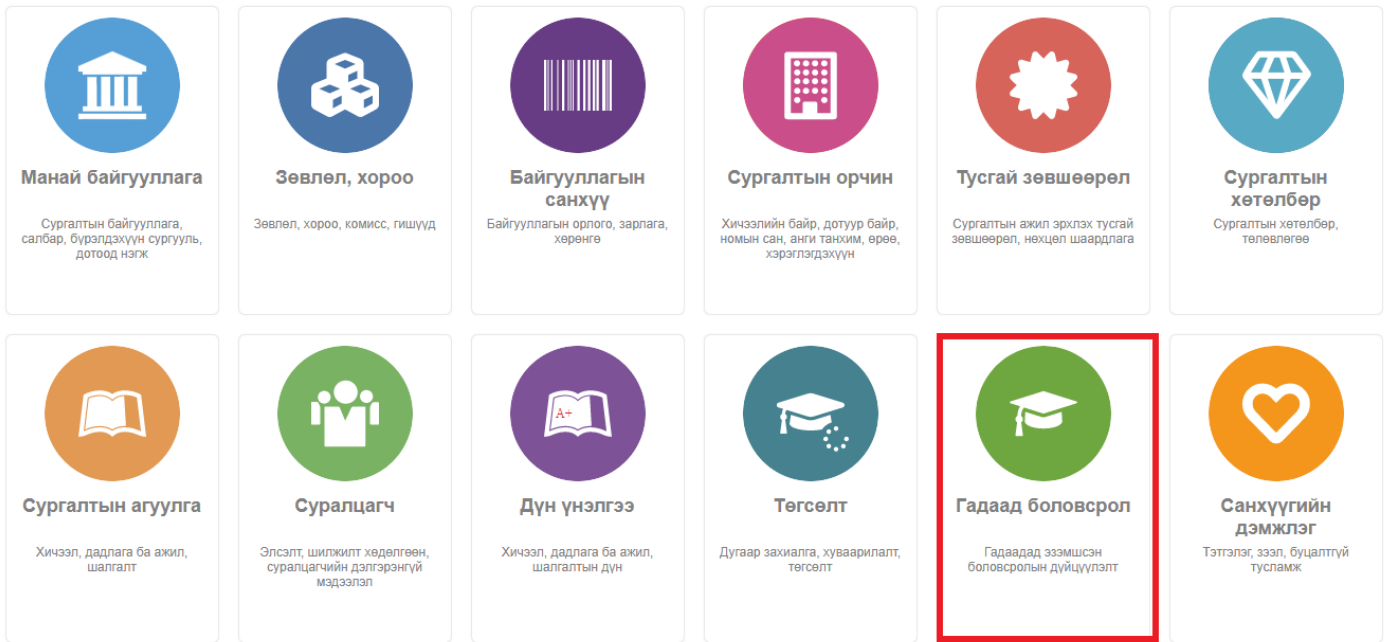 Манай байгууллага
Сургалтын байгууллага,
салбар, бүрэлдэхүүн сургууль,
дотоод нэгж
Зөвлөл, хороо
Зөвлөл, хороо, комисс, гишүүд
Байгууллагын
санхүү
Байгууллагын орлого, зарлага,
хөрөнгө
Сургалтын орчин
Хичээлийн байр, дотуур байр,
номын сан, анги танхим, өрөө,
хэрэглэгдэхүүн
Тусгай зөвшөөрөл
Сургалтын ажил эрхлэх тусгай
зөвшөөрөл, нөхцөл шаардлага
Сургалтын
хөтөлбөр
Сургалтын хөтөлбөр,
төлөвлөгөө
Сургалтын агуулга
Хичээл, дадлага ба ажил,
шалгалт
Суралцагч
Элсэлт, шилжилт хөдөлгөөн,
суралцагчийн дэлгэрэнгүй
мэдээлэл
A+
Дүн үнэлгээ
Хичээл, дадлага ба ажил,
шалгалтын дүн
Төгсөлт
Дугаар захиалга, хуваарилалт,
төгсөлт
Гадаад боловсрол
Гадаадад эзэмшсэн
боловсролын дүйцүүлэлт
Санхүүгийн
дэмжлэг
Тэтгэлэг, зээл, буцалтгүй
тусламж